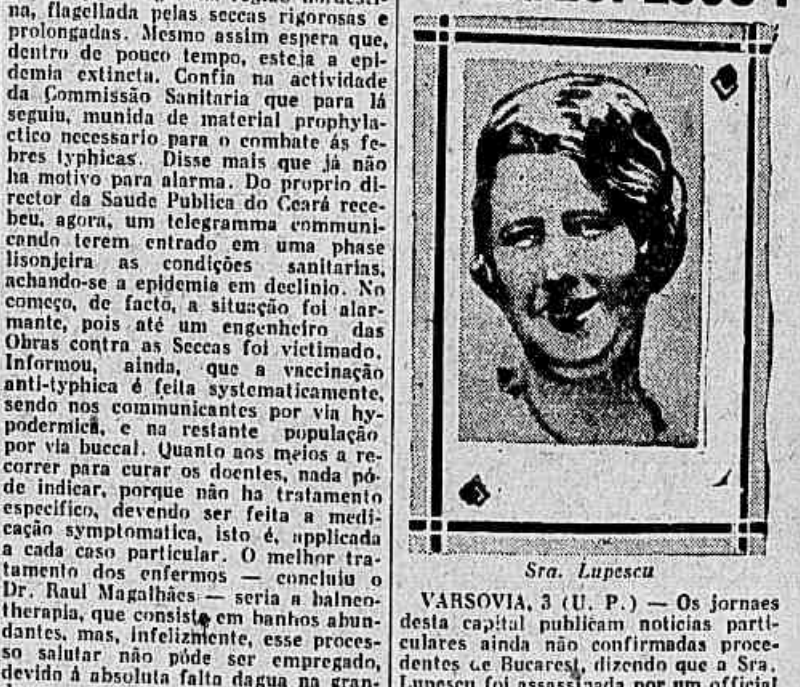 na, flagellada pelas seccas rigorosas e
prolongadas. Mesmo assim espera que,
dentro de pouco tempo, esteja a epi-
demia extincta. Confia na actividade
da Commissão Sanitaria que para lá
seguiu, munida de material prophyla-
ctico necessario para o combate ás fe-
bres typhicas. Disse mais que já não
ha motivo para alarma. Do proprio di-
rector da Saude Publica do Ceará rece-
beu, agora, um telegramma communi-
cando terem entrado em uma phase
lisonjeira as condições sanitarias,
achando-se a epidemia em declinio. No
começo, de facto, a situação foi alar-
mante, pois até um engenheiro das
Obras contra as Seccas foi victimado.
Informou, ainda, que a vaccinação
anti-typhica é feita systematicamente,
sendo nos communicantes por via hy-
podermica, e na restante população
por via buccal. Quanto aos meios a re-
correr para curar os doentes, nada pó-
de indicar, porque não ha tratamento
especifico, devendo ser feita a medi-
cação symptomatica, isto é, applicada
a cada caso particular. O melhor tra-
tamento dos enfermos — concluiu o
Dr. Raul Magalhães — seria a balneo-
therapia, que consiste em banhos abun-
dantes, mas, infelizmente, esse proces-
so salutar não póde ser empregado,
devido á absoluta falta dagua na gran-
Sra. Lupescu
VARSOVIA, 3 (U. P.) — Os jornaes
desta capital publicam noticias parti-
culares ainda não confirmadas proce-
dentes de Bucarest, dizendo que a Sra.
Lupescu foi assassinada por um official